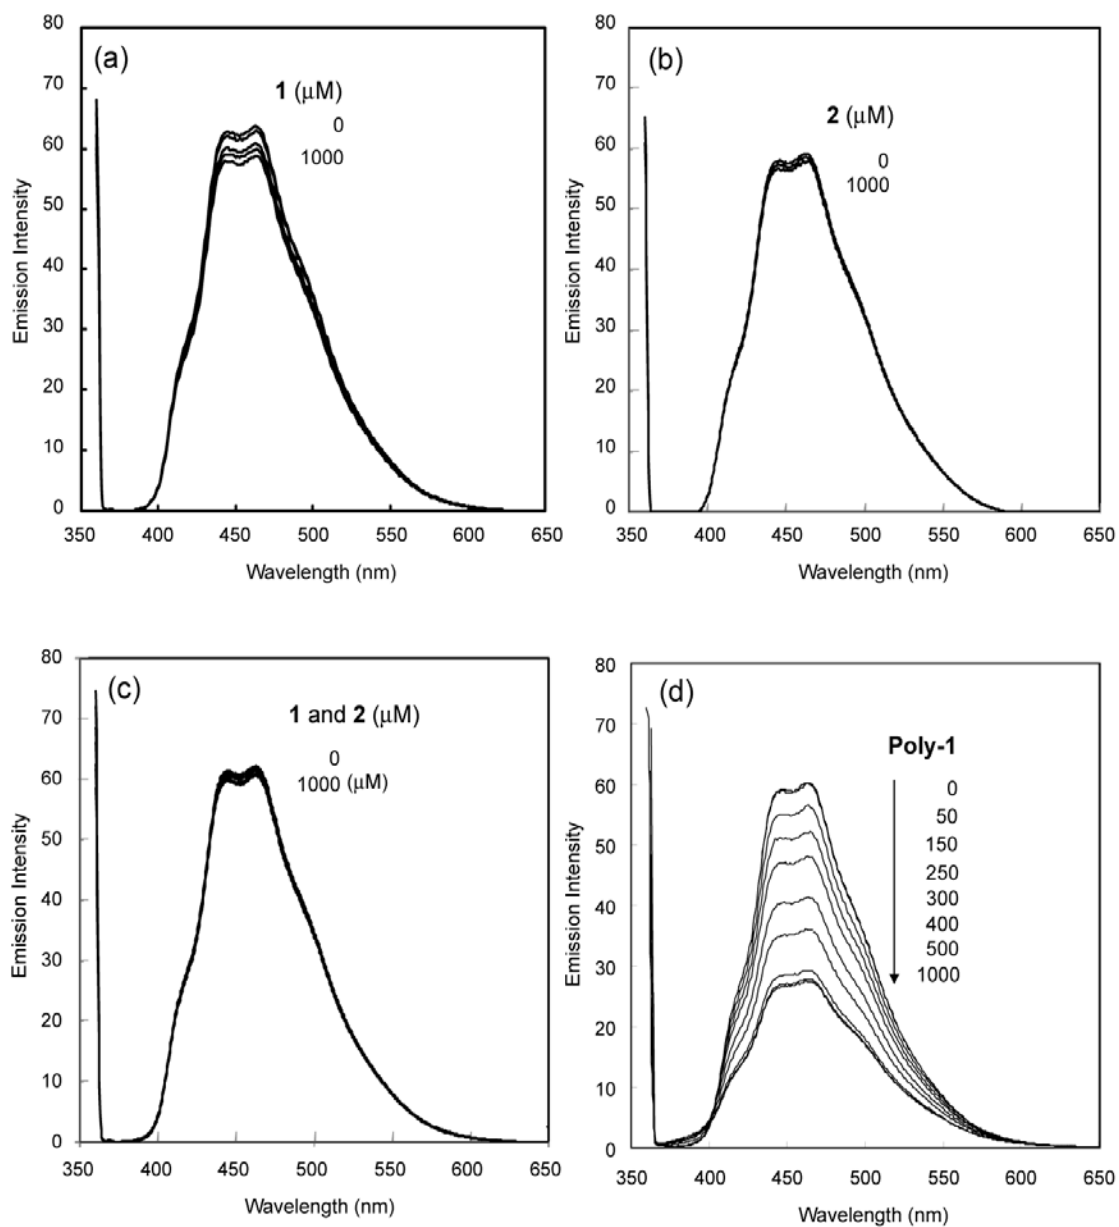 (a)
1 (μM)
0
1000
80
70
60
50
40
30
20
10
0
Emission Intensity
350 400 450 500 550 600 650
Wavelength (nm)
(b)
2 (μM)
0
1000
80
70
60
50
40
30
20
10
0
Emission Intensity
350 400 450 500 550 600 650
Wavelength (nm)
(c)
1 and 2 (μM)
0
1000 (μM)
80
70
60
50
40
30
20
10
0
Emission Intensity
350 400 450 500 550 600 650
Wavelength (nm)
(d)
Poly-1
0
50
150
250
300
400
500
1000
80
70
60
50
40
30
20
10
0
Emission Intensity
350 400 450 500 550 600 650
Wavelength (nm)